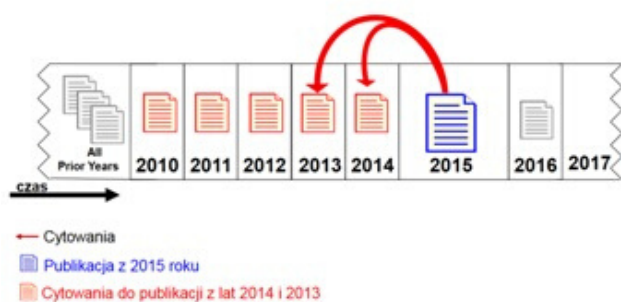 All
Prior Years
2010
2011
2012
2013
2014
2015
2016
2017
czas
Cytowania
Publikacja z 2015 roku
Cytowania do publikacji z lat 2014 i 2013